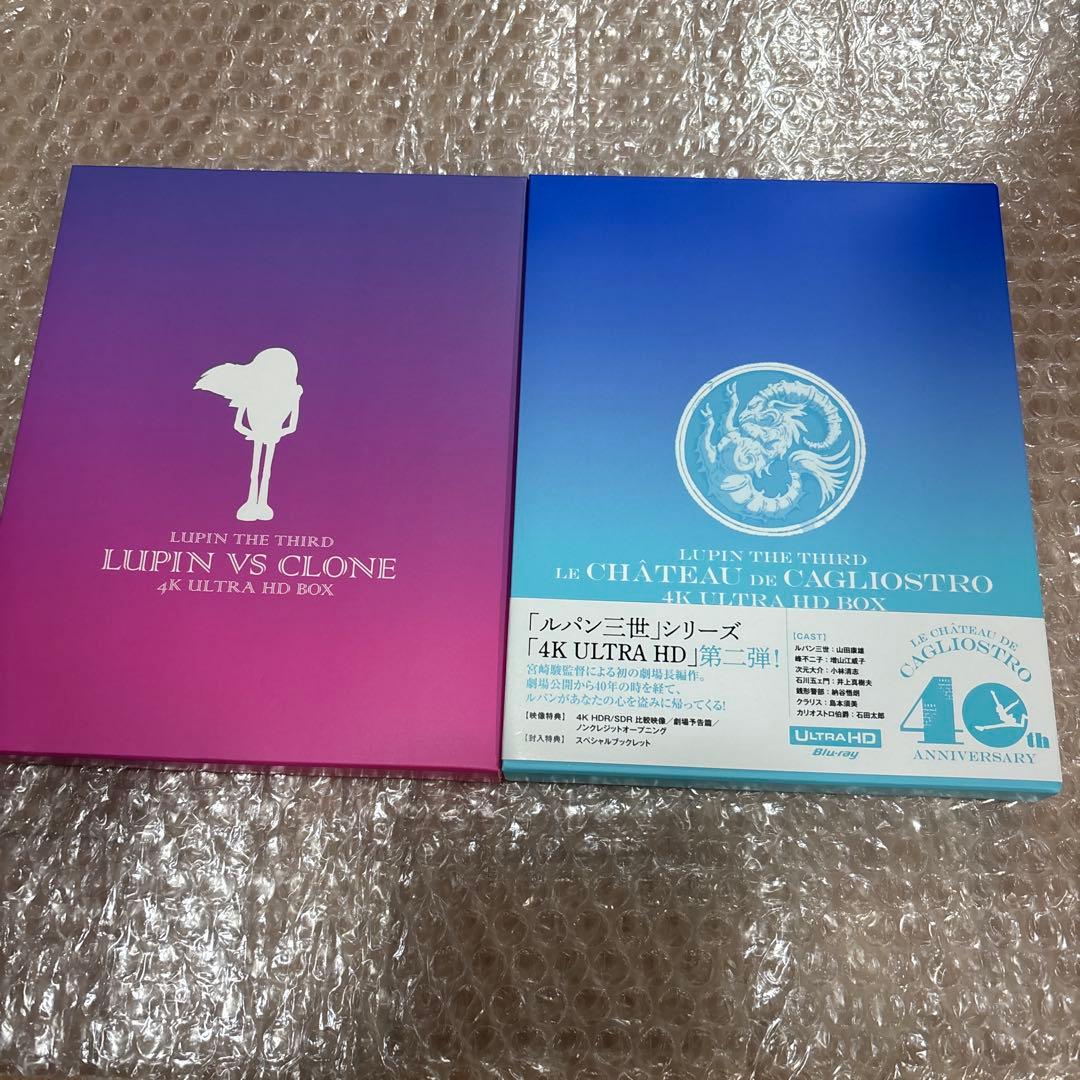 LUPIN THE THIRD
LUPIN VS CLONE
4K ULTRA HD BOX
LUPIN THE THIRD
LE CHÂTEAU DE CAGLIOSTRO
4K ULTRA HD BOX
「ルパン三世」シリーズ
「4K ULTRA HD」第二弾!
宮崎駿監督による初の劇場長編作。
劇場公開から40年の時を経て、
ルパンがあなたの心を盗みに帰ってくる!
【映像特典】 4K HDR/SDR 比較映像/劇場予告篇/
ノンクレジットオープニング
【封入特典】 スペシャルブックレット
【CAST】
ルパン三世:山田康雄
峰不二子:増山江威子
次元大介:小林清志
石川五ェ門:井上真樹夫
銭形警部:納谷悟朗
クラリス:島本須美
カリオストロ伯爵:石田太郎
ULTRA HD
Blu-ray
LE CHÂTEAU DE
CAGLIOSTRO
40th
ANNIVERSARY